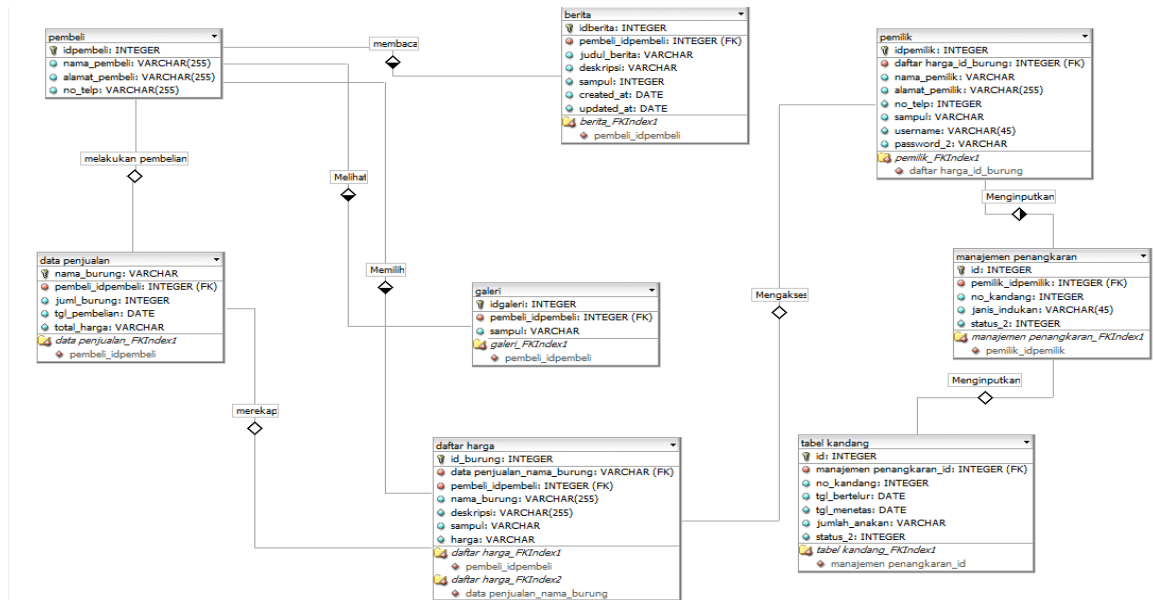 pembeli
idpembeli: INTEGER
nama_pembeli: VARCHAR(255)
alamat_pembeli: VARCHAR(255)
no_telp: VARCHAR(255)
membaca
berita
idberita: INTEGER
pembeli_idpembeli: INTEGER (FK)
judul_berita: VARCHAR
deskripsi: VARCHAR
sampul: INTEGER
created_at: DATE
updated_at: DATE
berita_FKIndex1
pembeli_idpembeli
pemilik
idpemilik: INTEGER
daftar harga_id_burung: INTEGER (FK)
nama_pemilik: VARCHAR
alamat_pemilik: VARCHAR(255)
no_telp: INTEGER
sampul: VARCHAR
username: VARCHAR(45)
password_2: VARCHAR
pemilik_FKIndex1
daftar harga_id_burung
melakukan pembelian
Melihat
Menginputkan
data penjualan
nama_burung: VARCHAR
pembeli_idpembeli: INTEGER (FK)
juml_burung: INTEGER
tgl_pembelian: DATE
total_harga: VARCHAR
data penjualan_FKIndex1
pembeli_idpembeli
Memilih
galeri
idgaleri: INTEGER
pembeli_idpembeli: INTEGER (FK)
sampul: VARCHAR
galeri_FKIndex1
pembeli_idpembeli
Mengakses
manajemen penangkaran
id: INTEGER
pemilik_idpemilik: INTEGER (FK)
no_kandang: INTEGER
janis_indukan: VARCHAR(45)
status_2: INTEGER
manajemen penangkaran_FKIndex1
pemilik_idpemilik
Menginputkan
merekap
daftar harga
id_burung: INTEGER
data penjualan_nama_burung: VARCHAR (FK)
pembeli_idpembeli: INTEGER (FK)
nama_burung: VARCHAR(255)
deskripsi: VARCHAR(255)
sampul: VARCHAR
harga: VARCHAR
daftar harga_FKIndex1
pembeli_idpembeli
daftar harga_FKIndex2
data penjualan_nama_burung
tabel kandang
id: INTEGER
manajemen penangkaran_id: INTEGER (FK)
no_kandang: INTEGER
tgl_bertelur: DATE
tgl_menetas: DATE
jumlah_anakan: VARCHAR
status_2: INTEGER
tabel kandang_FKIndex1
manajemen penangkaran_id